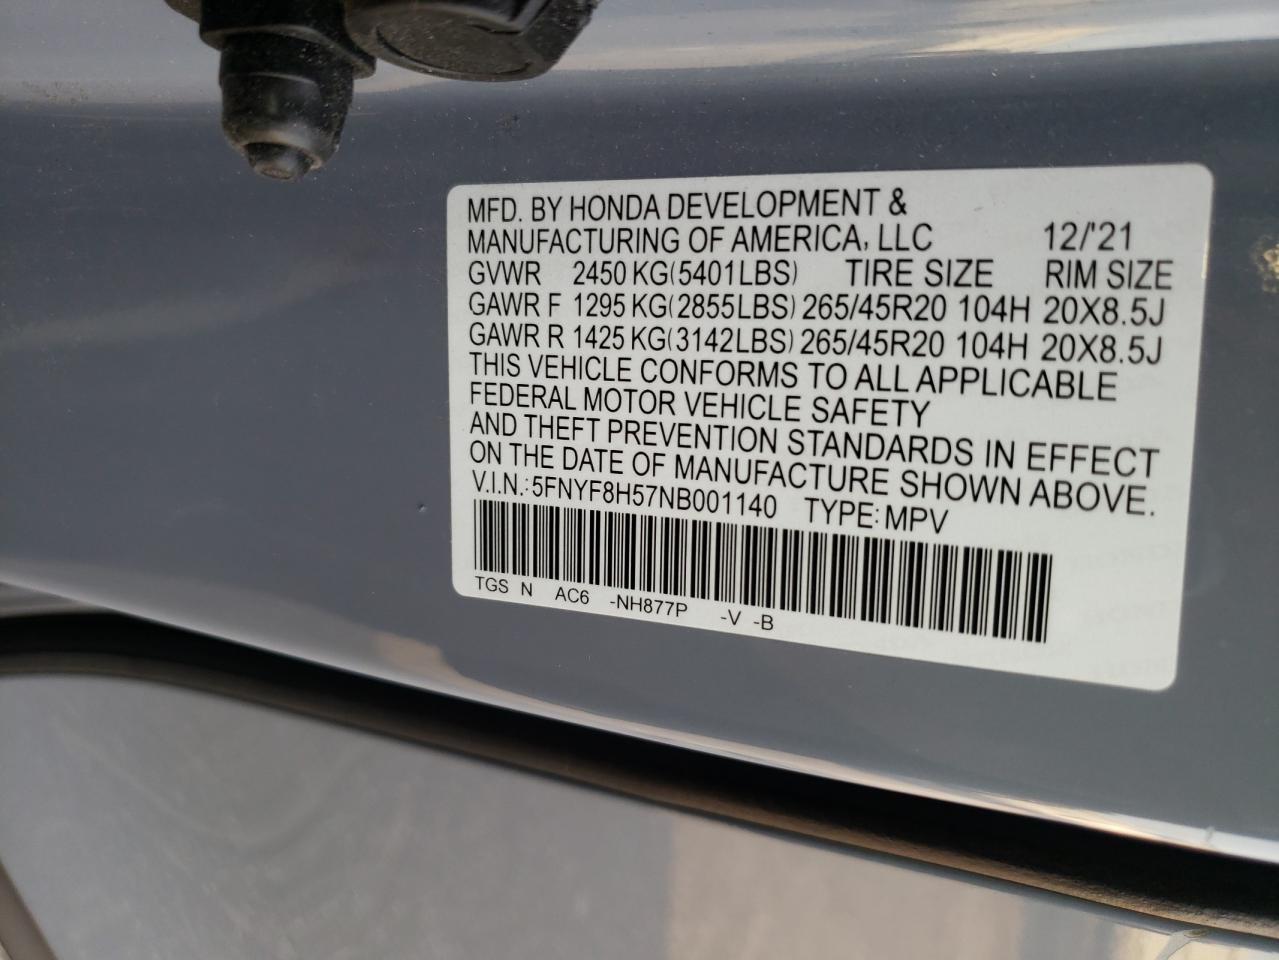 MFD. BY HONDA DEVELOPMENT &
MANUFACTURING OF AMERICA, LLC 12/'21
GVWR 2450 KG(5401LBS) TIRE SIZE RIM SIZE
GAWR F 1295 KG(2855LBS) 265/45R20 104H 20X8.5J
GAWR R 1425 KG(3142LBS) 265/45R20 104H 20X8.5J
THIS VEHICLE CONFORMS TO ALL APPLICABLE
FEDERAL MOTOR VEHICLE SAFETY
AND THEFT PREVENTION STANDARDS IN EFFECT
ON THE DATE OF MANUFACTURE SHOWN ABOVE.
V.I.N.: 5FNYF8H57NB001140 TYPE: MPV
TGS N AC6 -NH877P -V -B